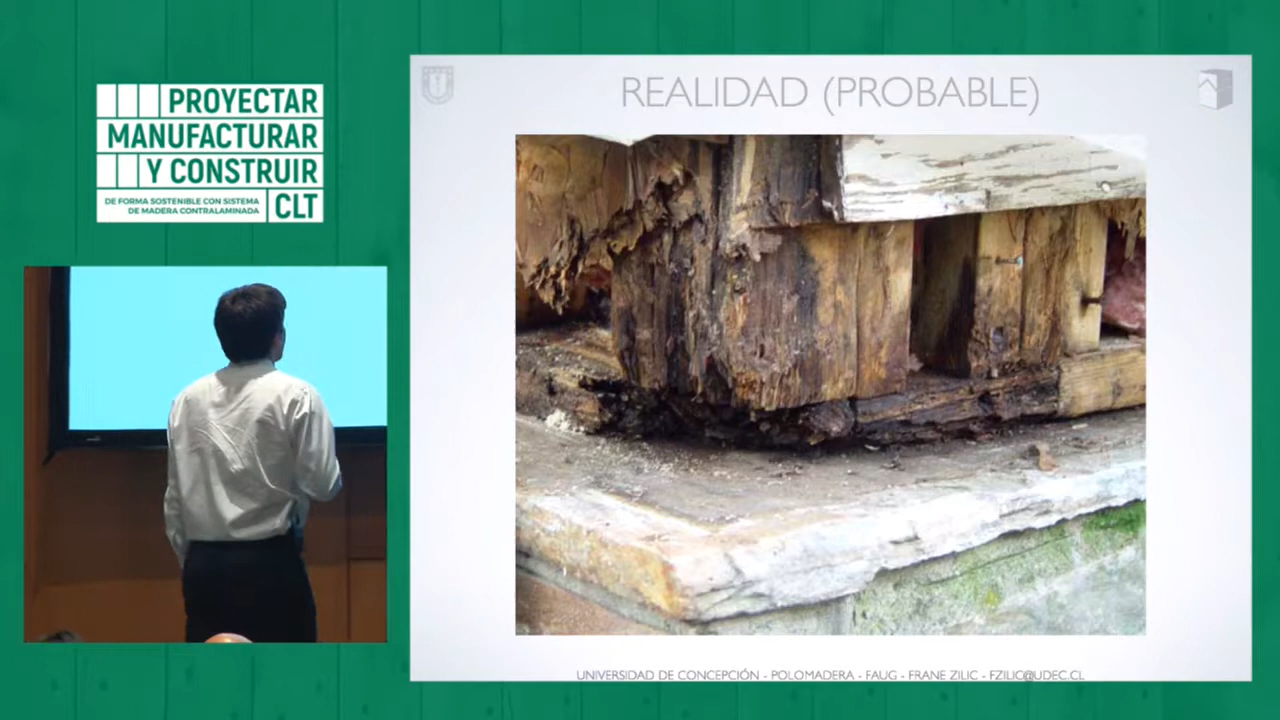 PROYECTAR
MANUFACTURAR
Y CONSTRUIR
DE FORMA SOSTENIBLE CON SISTEMA
DE MADERA CONTRALAMINADA
CLT
REALIDAD (PROBABLE)
UNIVERSIDAD DE CONCEPCIÓN - POLOMADERA - FAUG - FRANE ZILIC - FZILIC@UDEC.CL